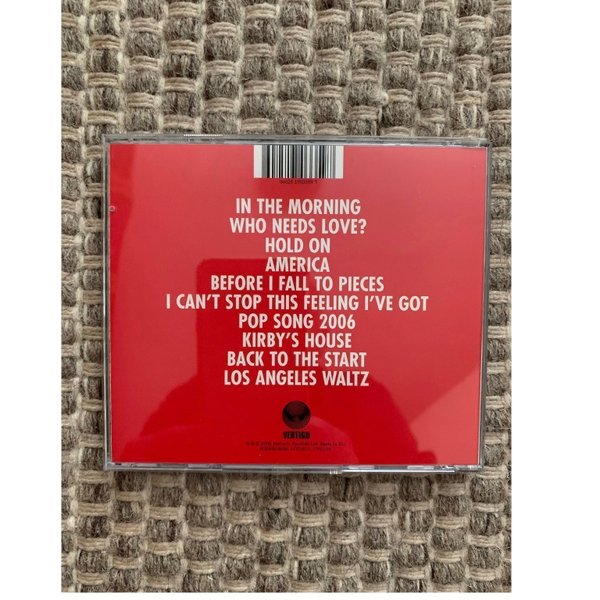 IN THE MORNING
WHO NEEDS LOVE?
HOLD ON
AMERICA
BEFORE I FALL TO PIECES
I CAN'T STOP THIS FEELING I'VE GOT
POP SONG 2006
KIRBY'S HOUSE
BACK TO THE START
LOS ANGELES WALTZ
VERTIGO